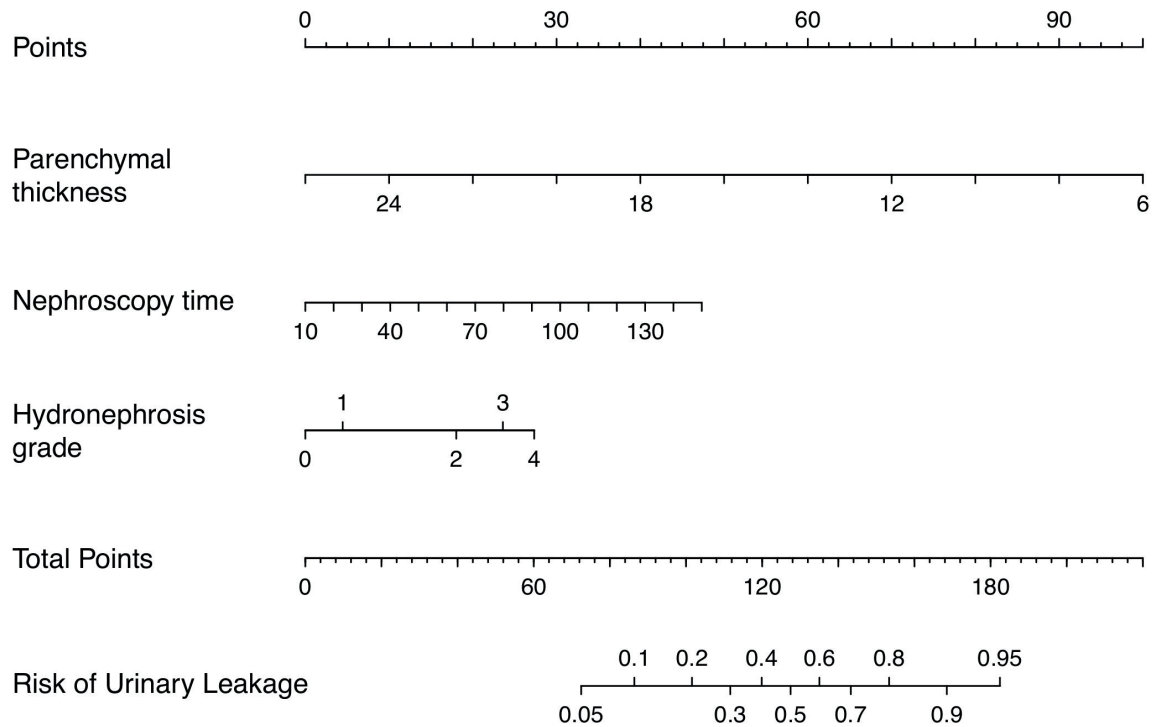 0 30 60 90
Points
Parenchymal
thickness
24 18 12 6
Nephroscopy time
10 40 70 100 130
1 3
Hydronephrosis
grade
0 2 4
Total Points
0 60 120 180
0.1 0.2 0.4 0.6 0.8 0.95
Risk of Urinary Leakage
0.05 0.3 0.5 0.7 0.9